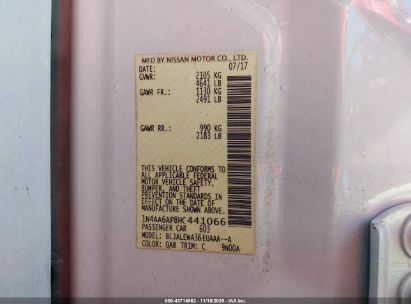 MFD BY NISSAN MOTOR CO., LTD.
DATE: 07/17
GVWR: 2105 KG
4641 LB
GAWR FR.: 1130 KG
2491 LB
GAWR RR.: 990 KG
2183 LB
THIS VEHICLE CONFORMS TO
ALL APPLICABLE FEDERAL
MOTOR VEHICLE SAFETY,
BUMPER, AND THEFT
PREVENTION STANDARDS
IN EFFECT ON THE DATE OF
MANUFACTURE SHOWN ABOVE.
1N4AA6AP8HC441066
PASSENGER CAR 603
MODEL: BLJALEWA36EUAAA--A
COLOR: QAB TRIM: C 9N00A